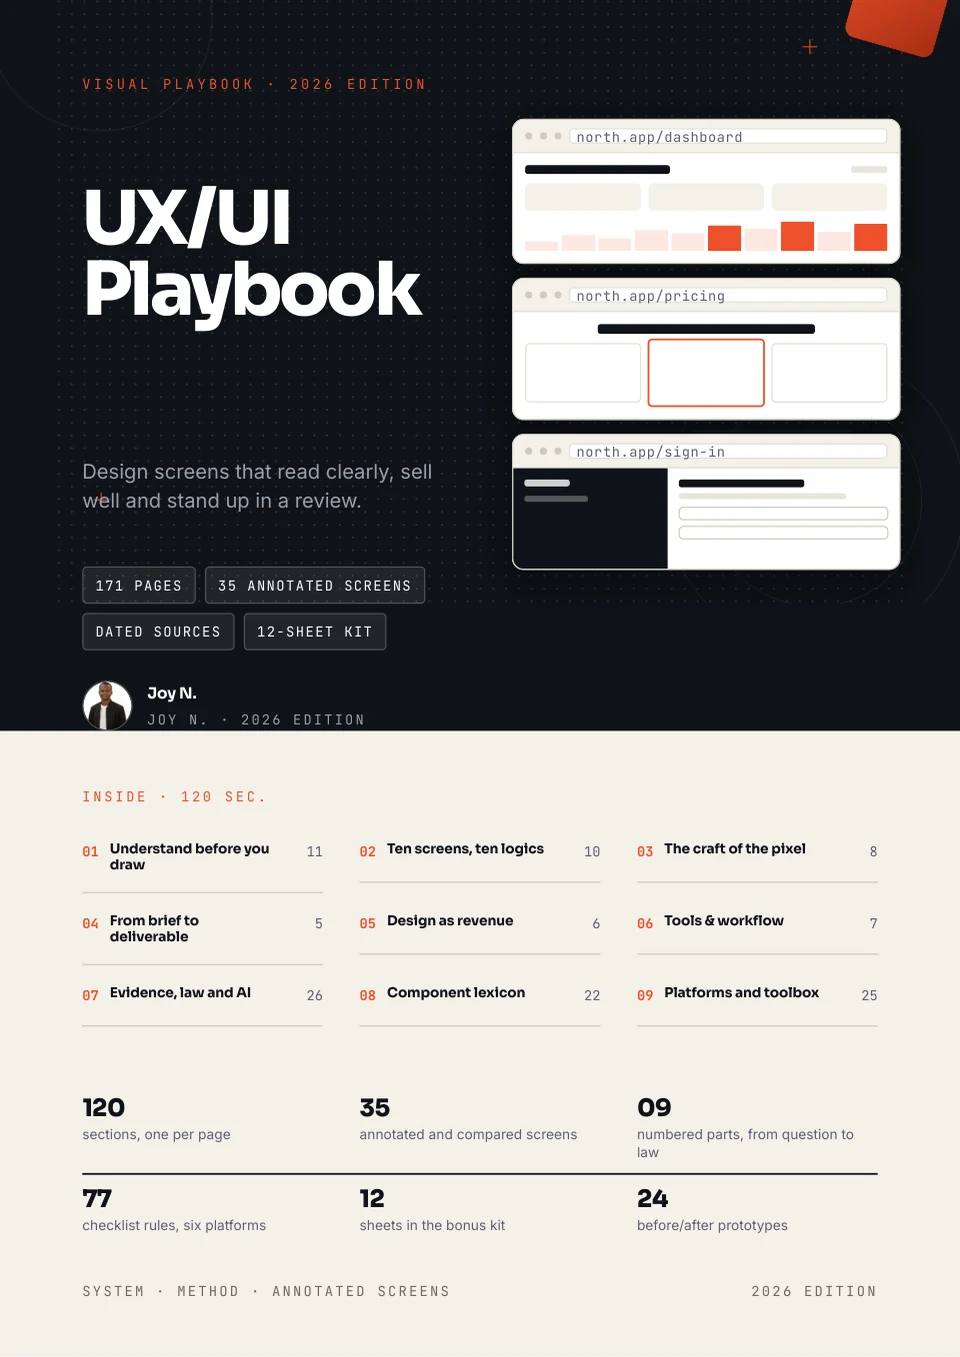 VISUAL PLAYBOOK · 2026 EDITION
UX/UI
Playbook
Design screens that read clearly, sell
well and stand up in a review.
171 PAGES
35 ANNOTATED SCREENS
DATED SOURCES
12-SHEET KIT
Joy N.
JOY N. · 2026 EDITION
north.app/dashboard
north.app/pricing
north.app/sign-in
INSIDE · 120 SEC.
01 Understand before you 11
draw
02 Ten screens, ten logics 10
03 The craft of the pixel 8
04 From brief to 5
deliverable
05 Design as revenue 6
06 Tools & workflow 7
07 Evidence, law and AI 26
08 Component lexicon 22
09 Platforms and toolbox 25
120
sections, one per page
35
annotated and compared screens
09
numbered parts, from question to
law
77
checklist rules, six platforms
12
sheets in the bonus kit
24
before/after prototypes
SYSTEM · METHOD · ANNOTATED SCREENS
2026 EDITION